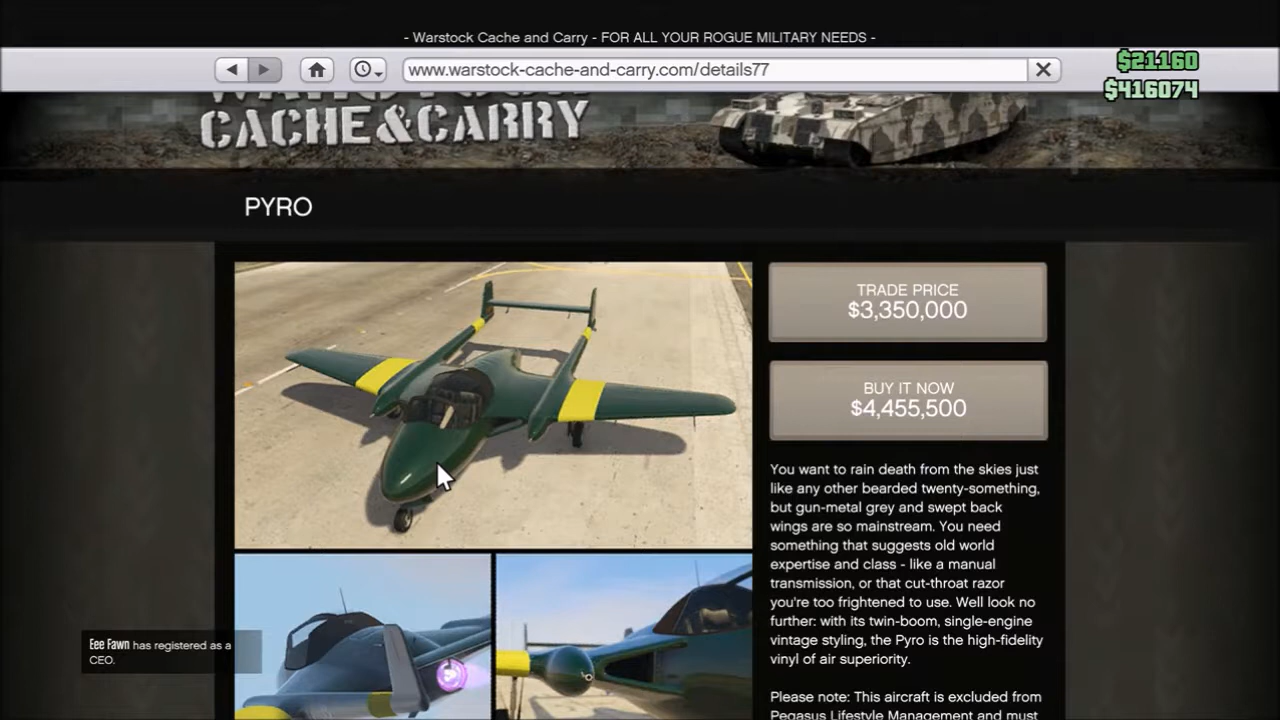 - Warstock Cache and Carry - FOR ALL YOUR ROGUE MILITARY NEEDS -
www.warstock-cache-and-carry.com/details77
$21160
$416074
CACHE&CARRY
PYRO
TRADE PRICE
$3,350,000
BUY IT NOW
$4,455,500
You want to rain death from the skies just
like any other bearded twenty-something,
but gun-metal grey and swept back
wings are so mainstream. You need
something that suggests old world
expertise and class - like a manual
transmission, or that cut-throat razor
you're too frightened to use. Well look no
further: with its twin-boom, single-engine
vintage styling, the Pyro is the high-fidelity
vinyl of air superiority.
Please note: This aircraft is excluded from
Pegasus Lifestyle Management and must
Eee Fawn has registered as a
CEO.